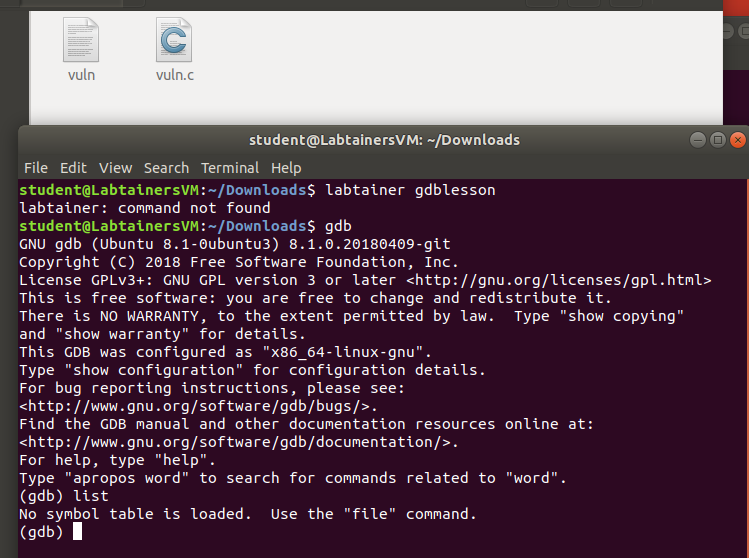 vuln
vuln.c
student@LabtainersVM: ~/Downloads
File Edit View Search Terminal Help
student@LabtainersVM:~/Downloads$ labtainer gdblesson
labtainer: command not found
student@LabtainersVM:~/Downloads$ gdb
GNU gdb (Ubuntu 8.1-0ubuntu3) 8.1.0.20180409-git
Copyright (C) 2018 Free Software Foundation, Inc.
License GPLv3+: GNU GPL version 3 or later <http://gnu.org/licenses/gpl.html>
This is free software: you are free to change and redistribute it.
There is NO WARRANTY, to the extent permitted by law.  Type "show copying"
and "show warranty" for details.
This GDB was configured as "x86_64-linux-gnu".
Type "show configuration" for configuration details.
For bug reporting instructions, please see:
<http://www.gnu.org/software/gdb/bugs/>.
Find the GDB manual and other documentation resources online at:
<http://www.gnu.org/software/gdb/documentation/>.
For help, type "help".
Type "apropos word" to search for commands related to "word".
(gdb) list
No symbol table is loaded.  Use the "file" command.
(gdb)